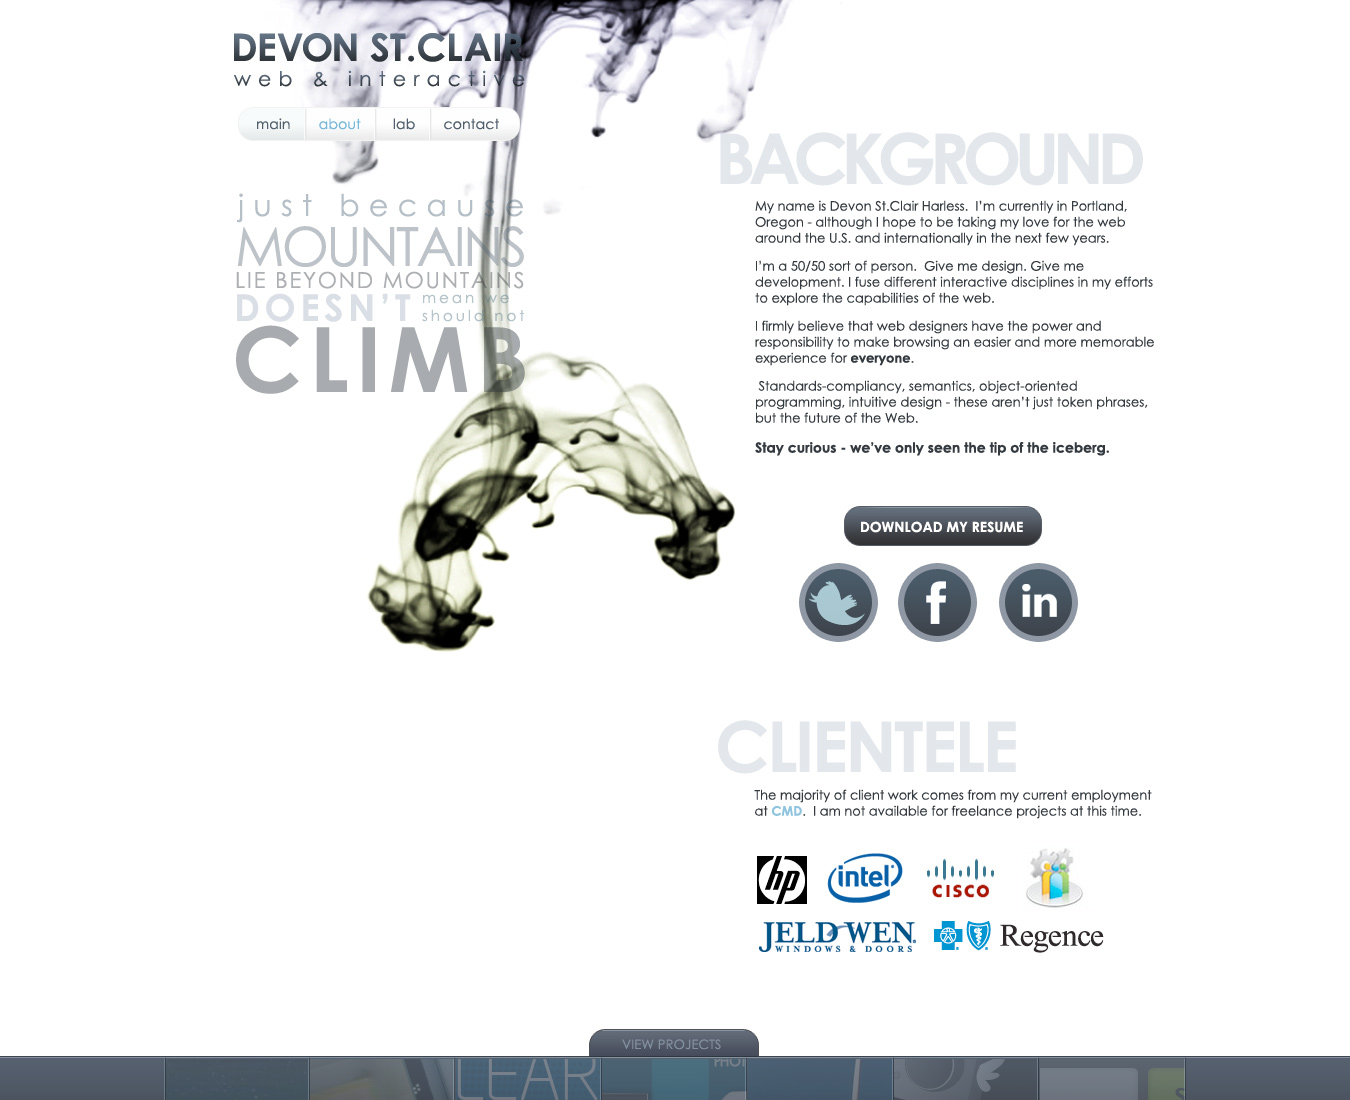 DEVON ST.CLAIR
web & interactive
main about lab contact
just because
MOUNTAINS
LIE BEYOND MOUNTAINS
DOESN'T mean we
should not
CLIMB
BACKGROUND
My name is Devon St.Clair Harless.  I'm currently in Portland,
Oregon - although I hope to be taking my love for the web
around the U.S. and internationally in the next few years.
I'm a 50/50 sort of person.  Give me design. Give me
development. I fuse different interactive disciplines in my efforts
to explore the capabilities of the web.
I firmly believe that web designers have the power and
responsibility to make browsing an easier and more memorable
experience for everyone.
Standards-compliancy, semantics, object-oriented
programming, intuitive design - these aren't just token phrases,
but the future of the Web.
Stay curious - we've only seen the tip of the iceberg.
DOWNLOAD MY RESUME
f in
CLIENTELE
The majority of client work comes from my current employment
at CMD.  I am not available for freelance projects at this time.
hp intel CISCO
JELD-WEN
WINDOWS & DOORS
Regence
VIEW PROJECTS
LEAR